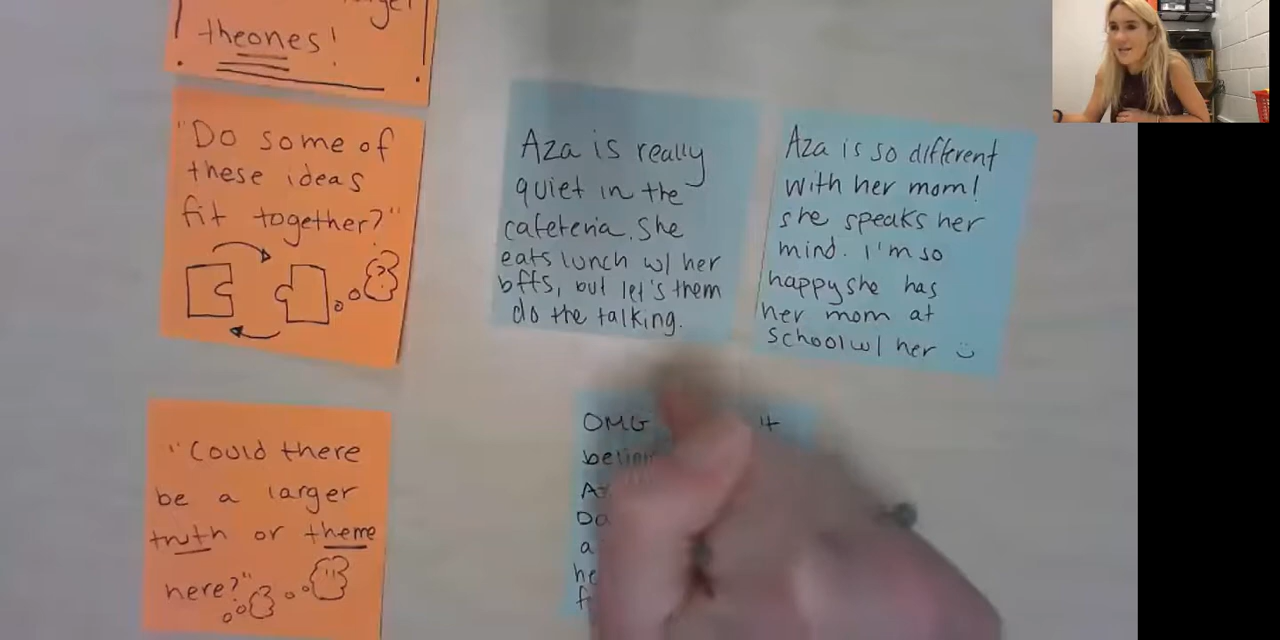 theories!
"Do some of
these ideas
fit together?"
"Could there
be a larger
truth or theme
here?"
Aza is really
quiet in the
cafeteria. She
eats lunch w/ her
bffs, but let's them
do the talking.
Aza is so different
with her mom!
she speaks her
mind. I'm so
happy she has
her mom at
school w/ her
OMG